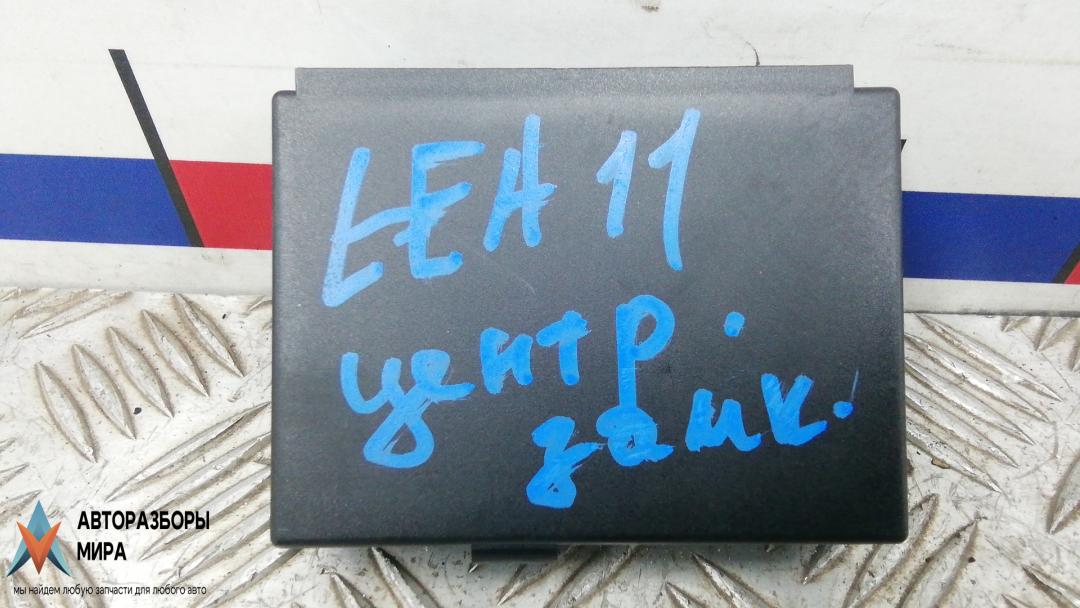 LEA 11
центр.
замк.
АВТОРАЗБОРЫ
МИРА
мы найдем любую запчасти для любого авто